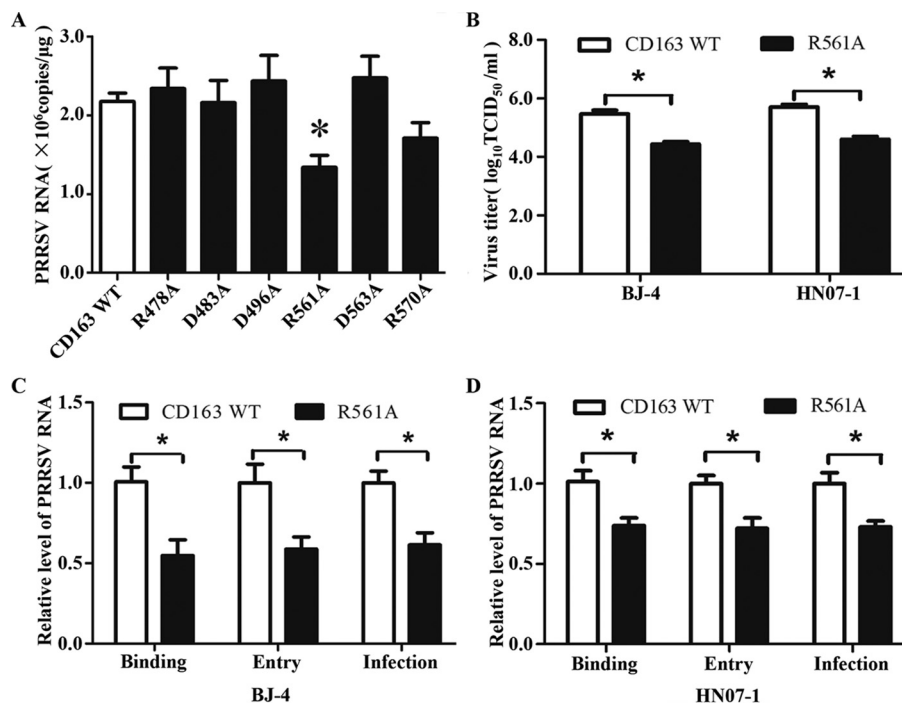 A
PRRSV RNA( ×10⁶copies/μg)
3.0
2.0
1.0
0.0
*
CD163 WT
R478A
D483A
D496A
R561A
D563A
R570A
B
CD163 WT
R561A
Virus titer( log₁₀TCID₅₀/ml)
8.0
6.0
4.0
2.0
0.0
*
*
BJ-4
HN07-1
C
CD163 WT
R561A
Relative level of PRRSV RNA
1.5
1.0
0.5
0.0
*
*
*
Binding
Entry
Infection
BJ-4
D
CD163 WT
R561A
Relative level of PRRSV RNA
1.5
1.0
0.5
0.0
*
*
*
Binding
Entry
Infection
HN07-1